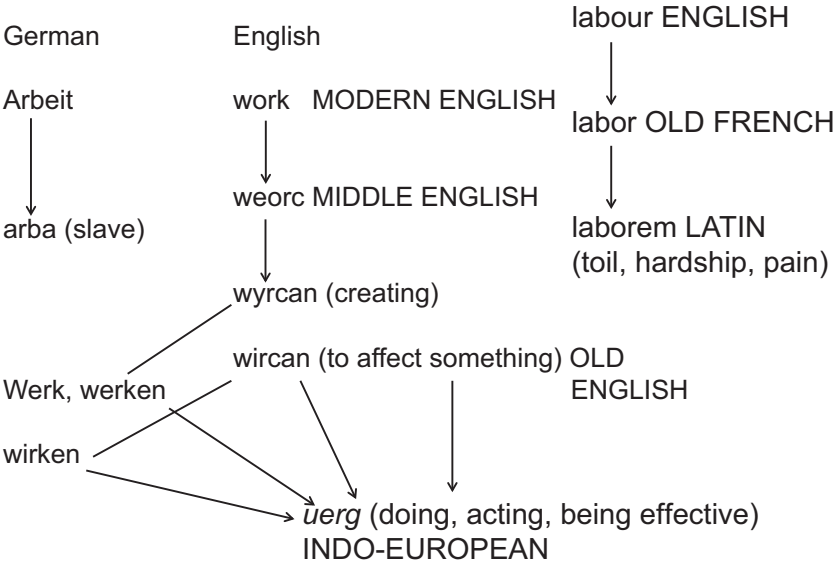 German
English
labour ENGLISH
Arbeit
work MODERN ENGLISH
labor OLD FRENCH
weorc MIDDLE ENGLISH
arba (slave)
laborem LATIN
(toil, hardship, pain)
wyrcan (creating)
wircan (to affect something) OLD
ENGLISH
Werk, werken
wirken
uerg (doing, acting, being effective)
INDO-EUROPEAN